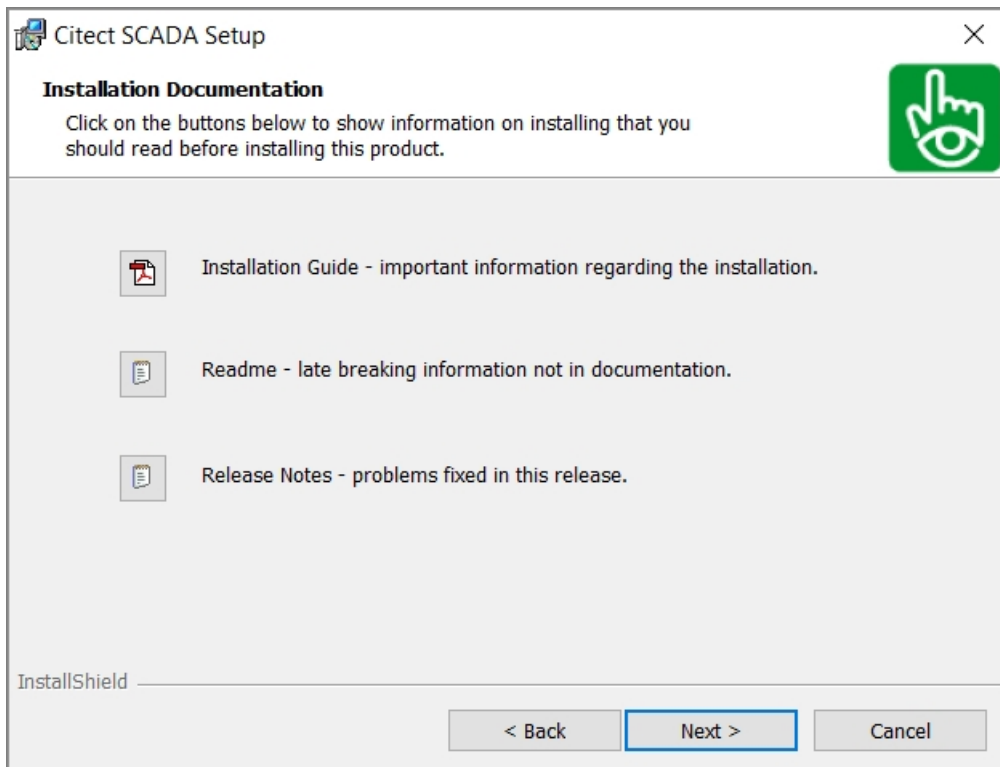 Citect SCADA Setup
Installation Documentation
Click on the buttons below to show information on installing that you
should read before installing this product.
Installation Guide - important information regarding the installation.
Readme - late breaking information not in documentation.
Release Notes - problems fixed in this release.
InstallShield
< Back
Next >
Cancel